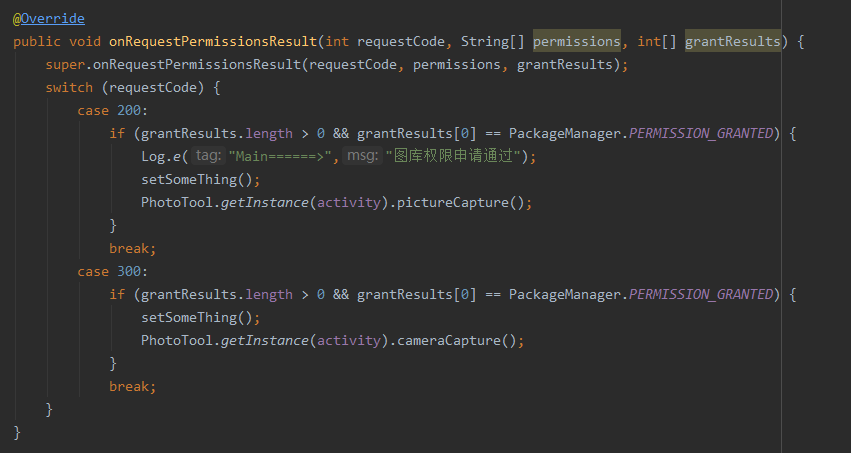 @Override
public void onRequestPermissionsResult(int requestCode, String[] permissions, int[] grantResults) {
    super.onRequestPermissionsResult(requestCode, permissions, grantResults);
    switch (requestCode) {
        case 200:
            if (grantResults.length > 0 && grantResults[0] == PackageManager.PERMISSION_GRANTED) {
                Log.e( tag: "Main======>", msg: "图库权限申请通过");
                setSomeThing();
                PhotoTool.getInstance(activity).pictureCapture();
            }
            break;
        case 300:
            if (grantResults.length > 0 && grantResults[0] == PackageManager.PERMISSION_GRANTED) {
                setSomeThing();
                PhotoTool.getInstance(activity).cameraCapture();
            }
            break;
    }
}